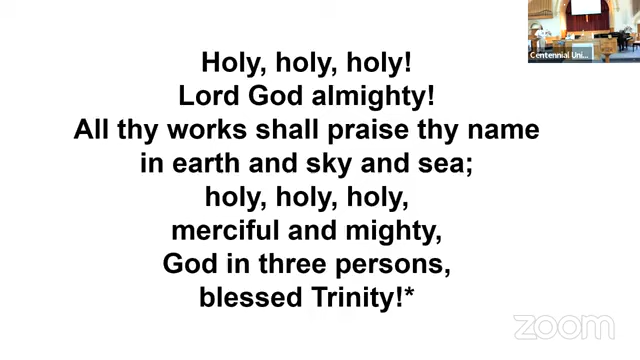 Holy, holy, holy!
Lord God almighty!
All thy works shall praise thy name
in earth and sky and sea;
holy, holy, holy,
merciful and mighty,
God in three persons,
blessed Trinity!*
Centennial Uni...
zoom